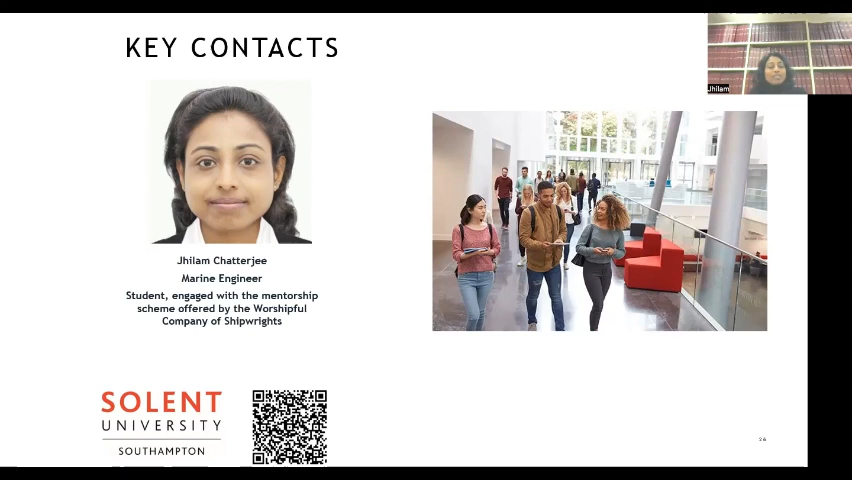 KEY CONTACTS
Jhilam
Jhilam Chatterjee
Marine Engineer
Student, engaged with the mentorship
scheme offered by the Worshipful
Company of Shipwrights
SOLENT
UNIVERSITY
SOUTHAMPTON
26